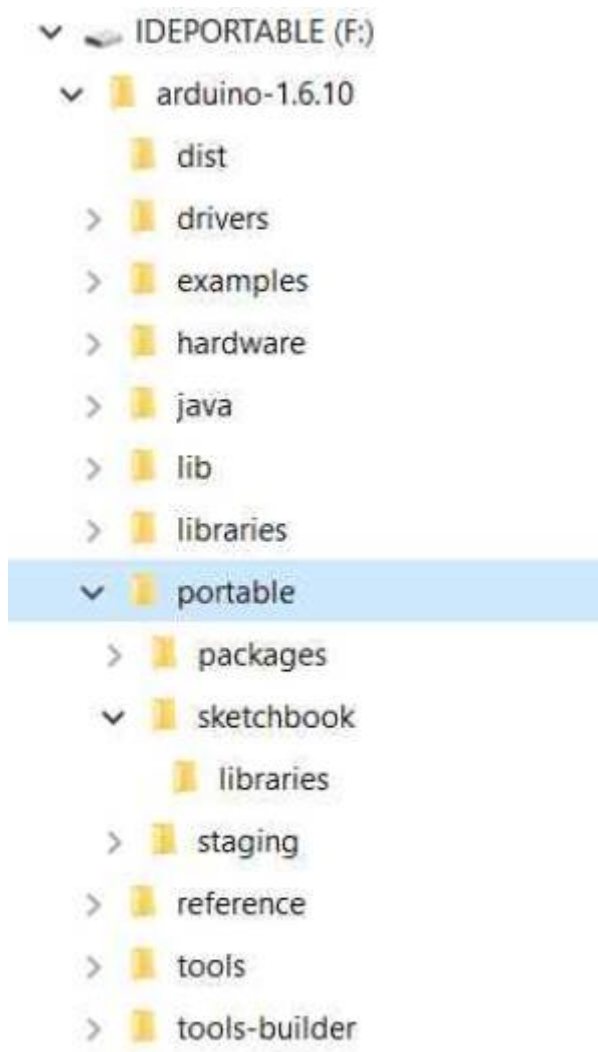 IDEPORTABLE (F:)
arduino-1.6.10
dist
drivers
examples
hardware
java
lib
libraries
portable
packages
sketchbook
libraries
staging
reference
tools
tools-builder